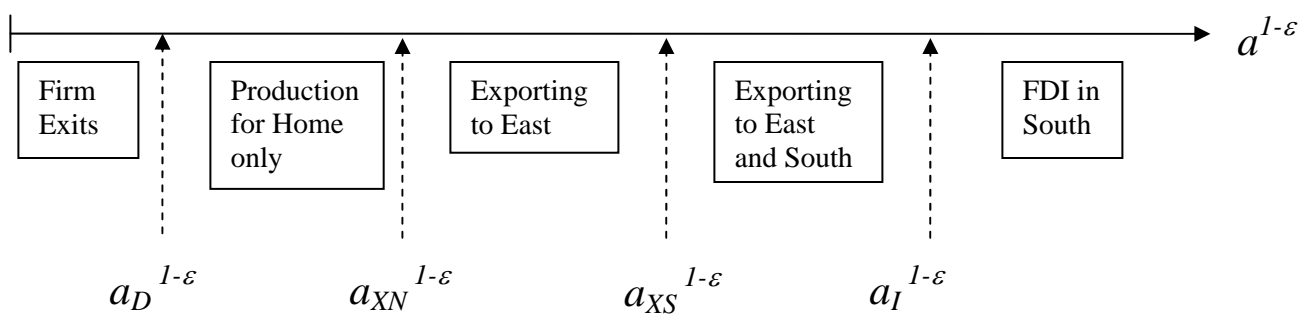 a^{1-ε}
Firm
Exits
Production
for Home
only
Exporting
to East
Exporting
to East
and South
FDI in
South
a_D^{1-ε}
a_{XN}^{1-ε}
a_{XS}^{1-ε}
a_I^{1-ε}